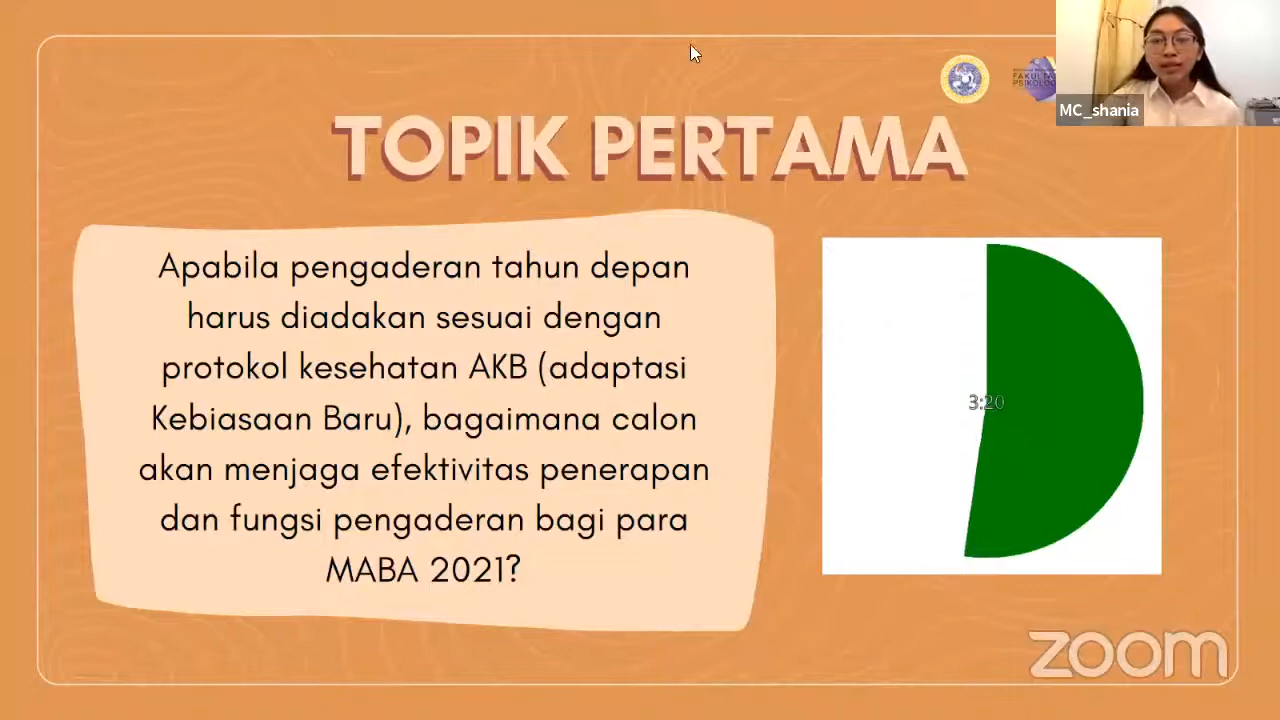 MC_shania
TOPIK PERTAMA
Apabila pengaderan tahun depan
harus diadakan sesuai dengan
protokol kesehatan AKB (adaptasi
Kebiasaan Baru), bagaimana calon
akan menjaga efektivitas penerapan
dan fungsi pengaderan bagi para
MABA 2021?
3:20
zoom